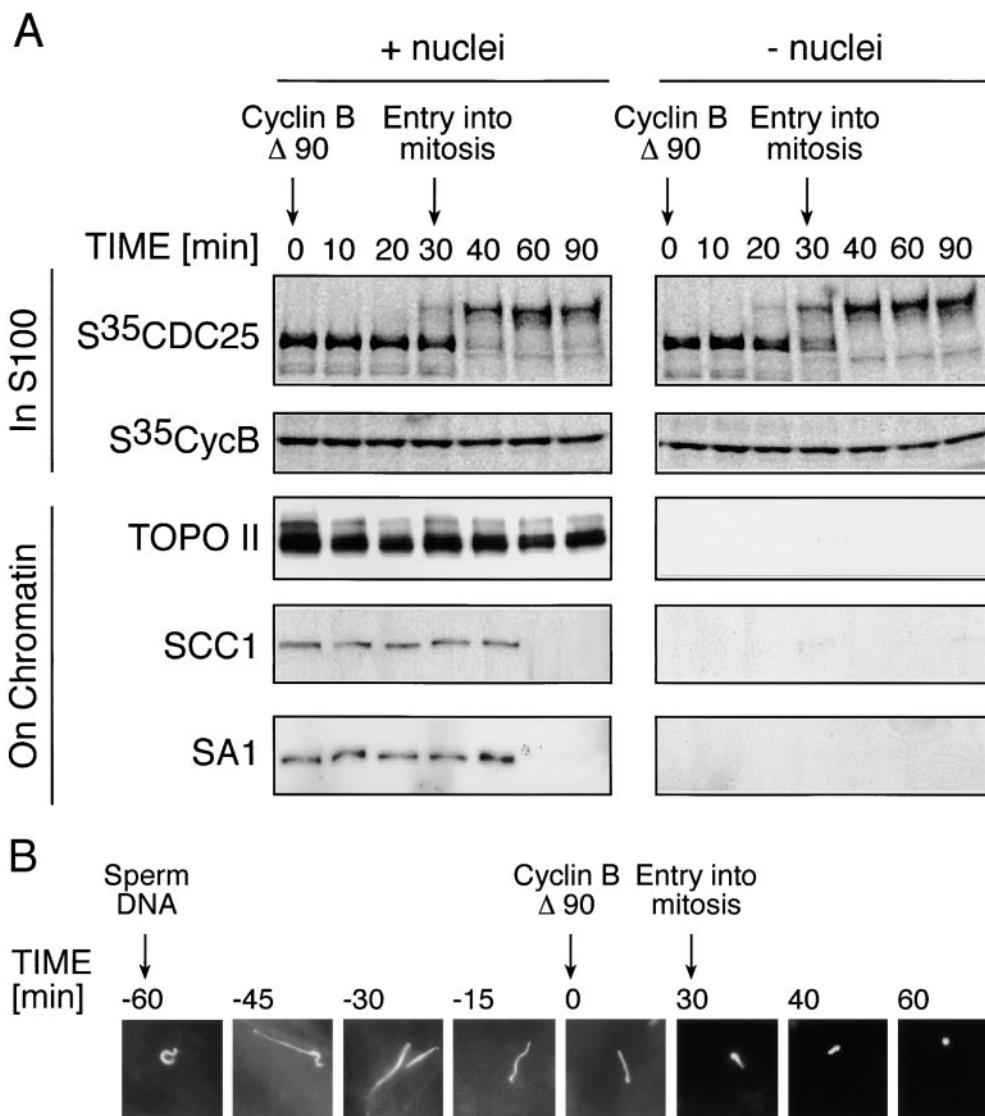 A
+ nuclei - nuclei
Cyclin B Entry into Cyclin B Entry into
Δ 90 mitosis Δ 90 mitosis
TIME [min] 0 10 20 30 40 60 90 0 10 20 30 40 60 90
In S100
S35CDC25
S35CycB
On Chromatin
TOPO II
SCC1
SA1
B
Sperm Cyclin B Entry into
DNA Δ 90 mitosis
TIME
[min] -60 -45 -30 -15 0 30 40 60